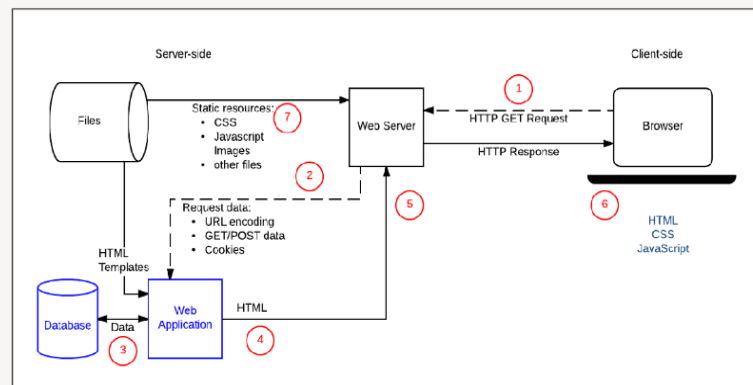 Server-side
Client-side
Files
Static resources:
7
• CSS
• Javascript
Images
• other files
Web Server
1
HTTP GET Request
HTTP Response
Browser
2
5
6
Request data:
• URL encoding
• GET/POST data
• Cookies
HTML
CSS
JavaScript
HTML
Templates
Database
Data
3
Web
Application
HTML
4